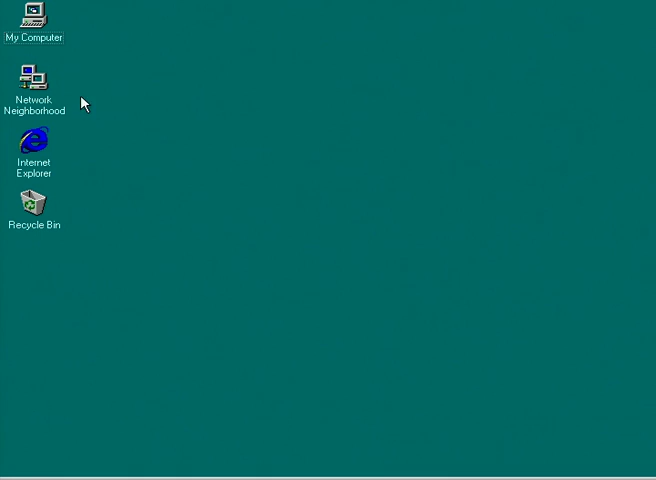 My Computer
Network
Neighborhood
Internet
Explorer
Recycle Bin